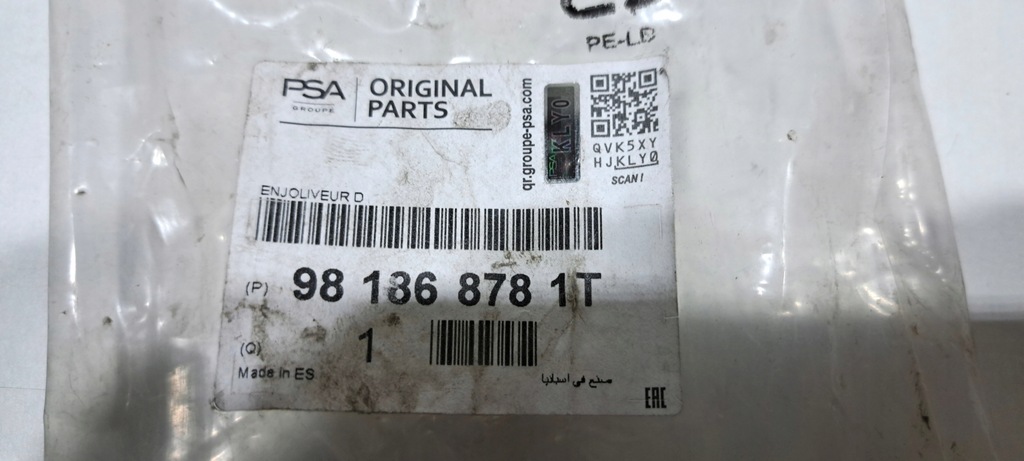 PE-LD
PSA
GROUPE
ORIGINAL
PARTS
qr.groupe-psa.com
PSA
KLY0
QVK5XY
HJKLY0
SCAN!
ENJOLIVEUR D
(P) 98 186 878 1T
(Q) 1
Made in ES
صنع في اسبانيا
EAC